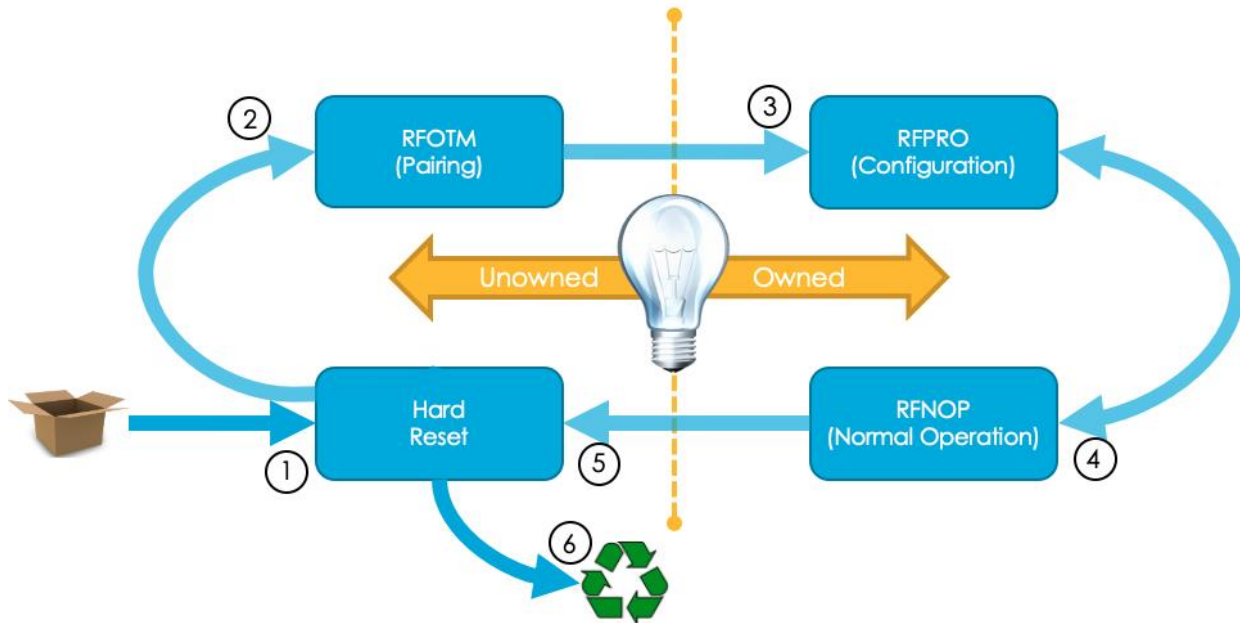 2
RFOTM
(Pairing)
3
RFPRO
(Configuration)
Unowned
Owned
Hard
Reset
1
5
RFNOP
(Normal Operation)
4
6